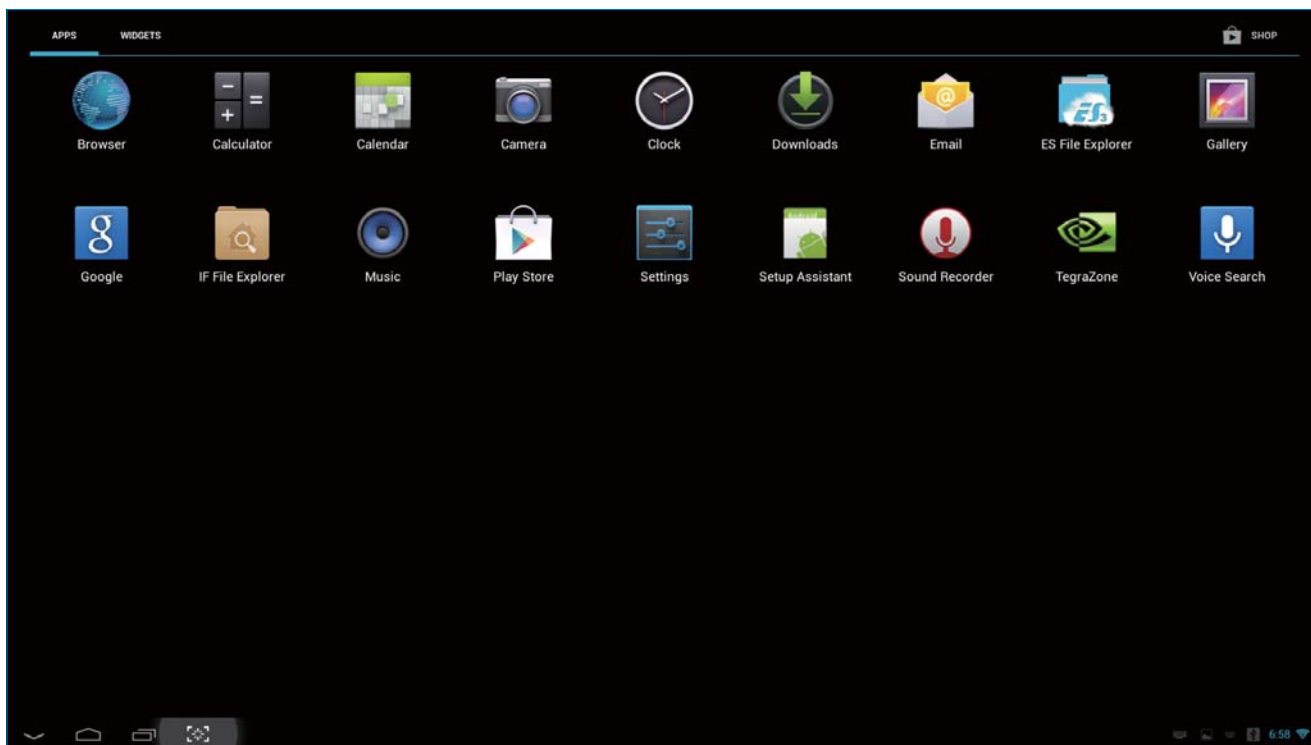 APPS WIDGETS SHOP
Browser Calculator Calendar Camera Clock Downloads Email ES File Explorer Gallery
Google IF File Explorer Music Play Store Settings Setup Assistant Sound Recorder TegraZone Voice Search
6:58